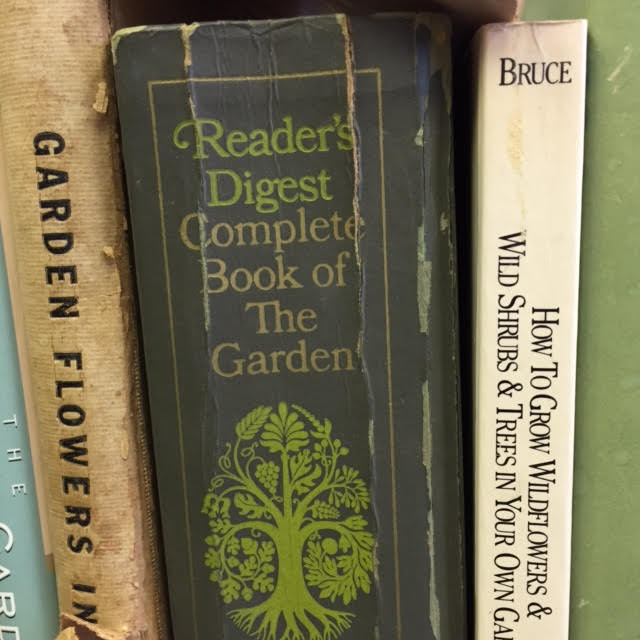 THE
GARDEN FLOWERS IN
Reader's
Digest
Complete
Book of
The
Garden
BRUCE
HOW TO GROW WILDFLOWERS &
WILD SHRUBS & TREES IN YOUR OWN